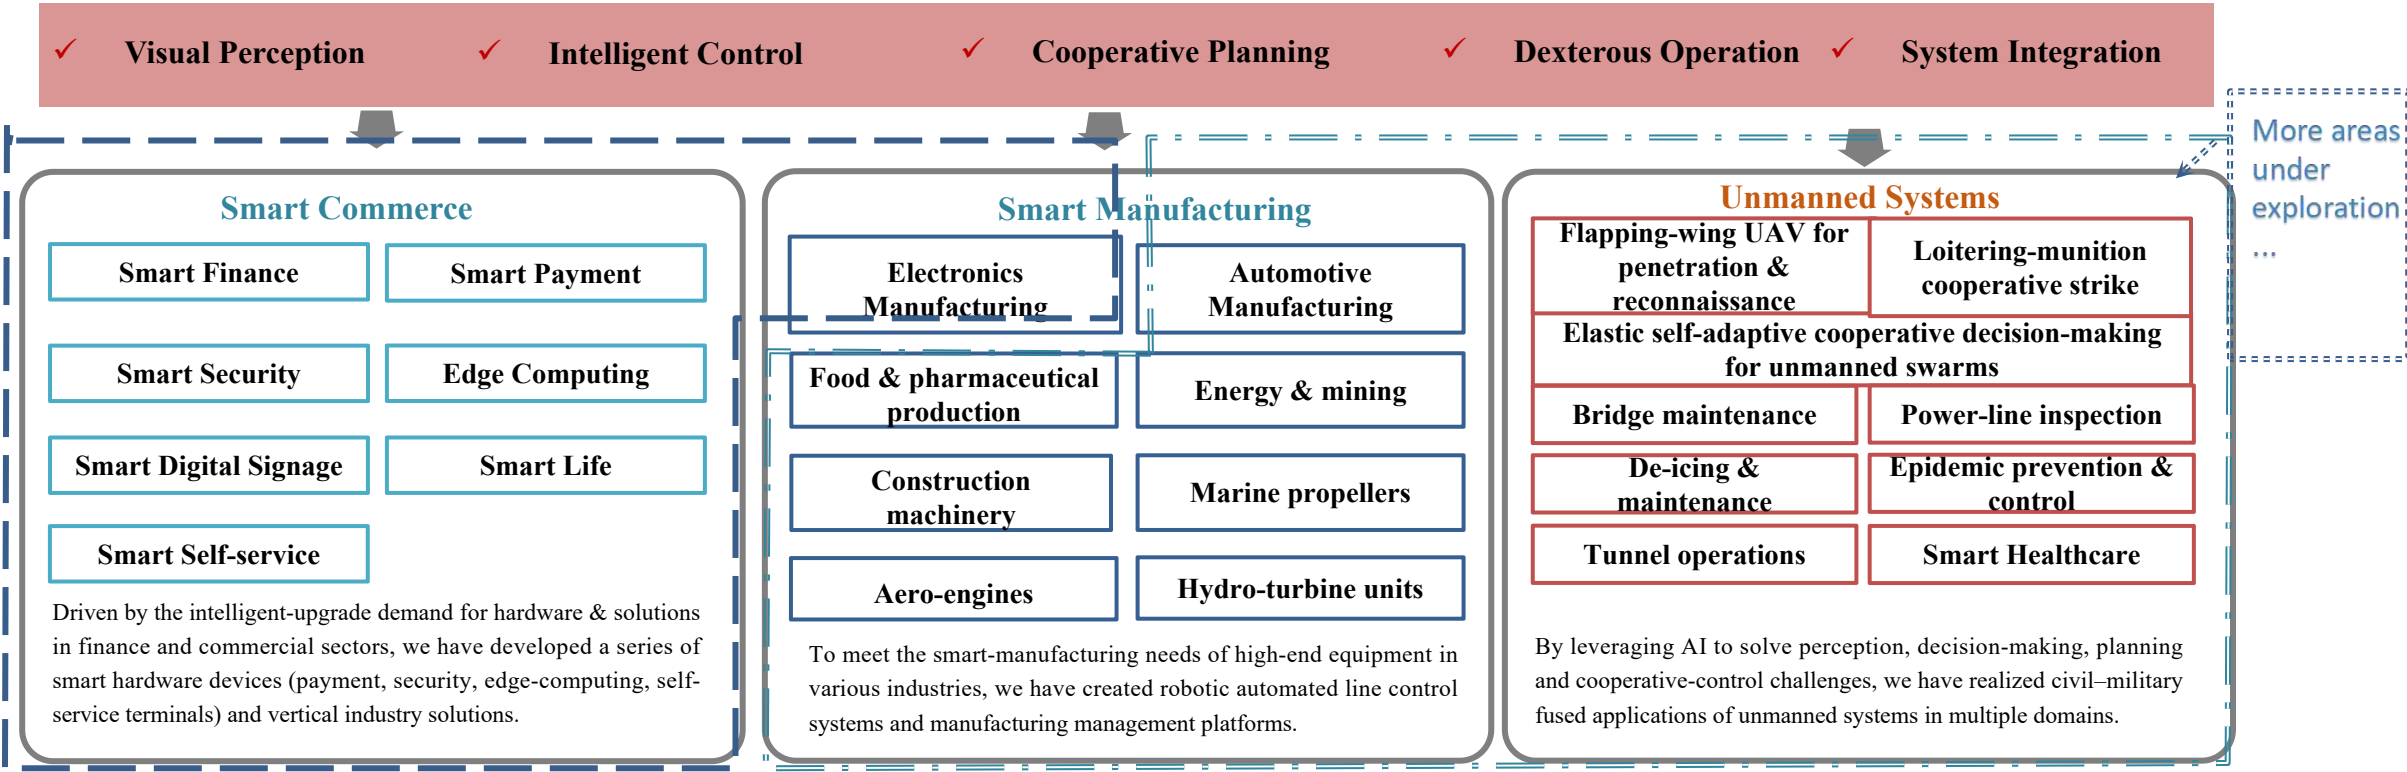 ✓ Visual Perception ✓ Intelligent Control ✓ Cooperative Planning ✓ Dexterous Operation ✓ System Integration
Smart Commerce
Smart Finance
Smart Payment
Smart Security
Edge Computing
Smart Digital Signage
Smart Life
Smart Self-service
Driven by the intelligent-upgrade demand for hardware & solutions
in finance and commercial sectors, we have developed a series of
smart hardware devices (payment, security, edge-computing, self-
service terminals) and vertical industry solutions.
Smart Manufacturing
Electronics
Manufacturing
Automotive
Manufacturing
Food & pharmaceutical
production
Energy & mining
Construction
machinery
Marine propellers
Aero-engines
Hydro-turbine units
To meet the smart-manufacturing needs of high-end equipment in
various industries, we have created robotic automated line control
systems and manufacturing management platforms.
Unmanned Systems
Flapping-wing UAV for
penetration &
reconnaissance
Loitering-munition
cooperative strike
Elastic self-adaptive cooperative decision-making
for unmanned swarms
Bridge maintenance
Power-line inspection
De-icing &
maintenance
Epidemic prevention &
control
Tunnel operations
Smart Healthcare
By leveraging AI to solve perception, decision-making, planning
and cooperative-control challenges, we have realized civil–military
fused applications of unmanned systems in multiple domains.
More areas
under
exploration
...